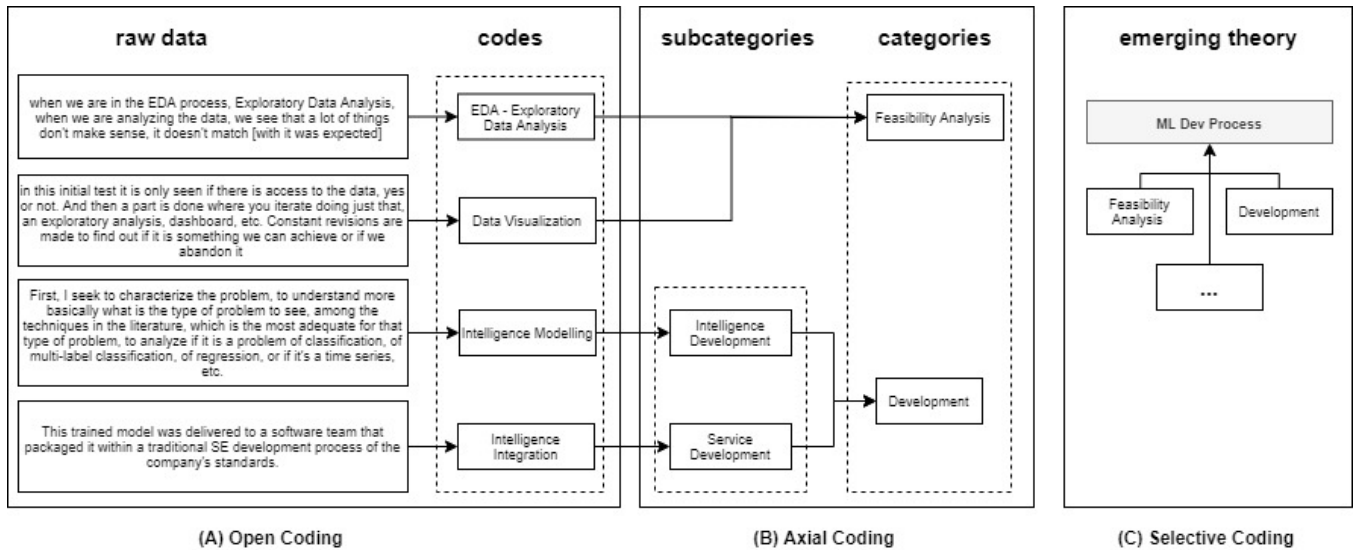 raw data
codes
subcategories
categories
emerging theory
when we are in the EDA process, Exploratory Data Analysis,
when we are analyzing the data, we see that a lot of things
don't make sense, it doesn't match [with it was expected]
EDA - Exploratory
Data Analysis
Feasibility Analysis
ML Dev Process
in this initial test it is only seen if there is access to the data, yes
or not. And then a part is done where you iterate doing just that,
an exploratory analysis, dashboard, etc. Constant revisions are
made to find out if it is something we can achieve or if we
abandon it
Data Visualization
Feasibility
Analysis
Development
...
First, I seek to characterize the problem, to understand more
basically what is the type of problem to see, among the
techniques in the literature, which is the most adequate for that
type of problem, to analyze if it is a problem of classification, of
multi-label classification, of regression, or if it's a time series,
etc.
Intelligence Modelling
Intelligence
Development
Development
This trained model was delivered to a software team that
packaged it within a traditional SE development process of the
company's standards.
Intelligence
Integration
Service
Development
(A) Open Coding
(B) Axial Coding
(C) Selective Coding